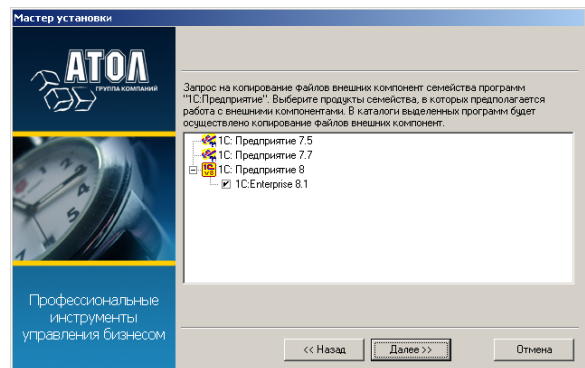 Мастер установки
АТОЛ
ГРУППА КОМПАНИЙ
Запрос на копирование файлов внешних компонент семейства программ
"1С:Предприятие". Выберите продукты семейства, в которых предполагается
работа с внешними компонентами. В каталоги выделенных программ будет
осуществлено копирование файлов внешних компонент.
1С: Предприятие 7.5
1С: Предприятие 7.7
1С: Предприятие 8
1C:Enterprise 8.1
Профессиональные
инструменты
управления бизнесом
<< Назад
Далее >>
Отмена